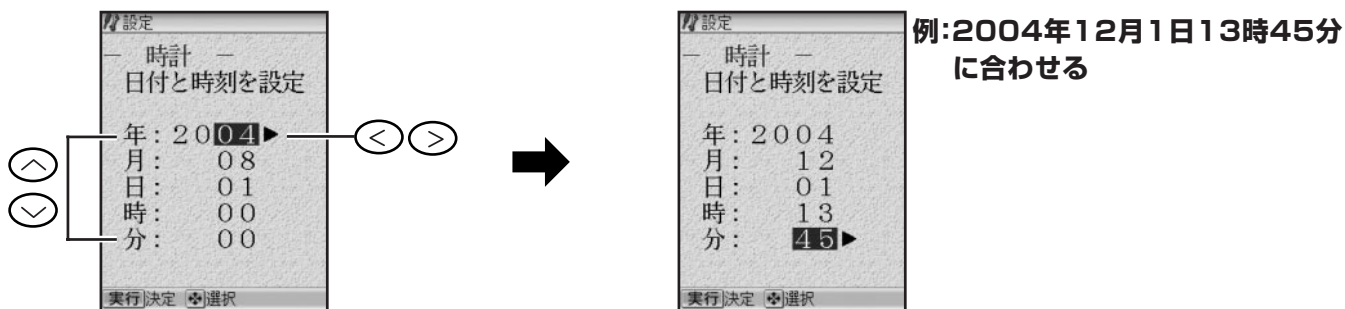 設定
― 時計 ―
日付と時刻を設定
年:2004▶
月: 08
日: 01
時: 00
分: 00
実行決定 選択
設定
― 時計 ―
日付と時刻を設定
年:2004
月: 12
日: 01
時: 13
分: 45▶
実行決定 選択
例:2004年12月1日13時45分
に合わせる